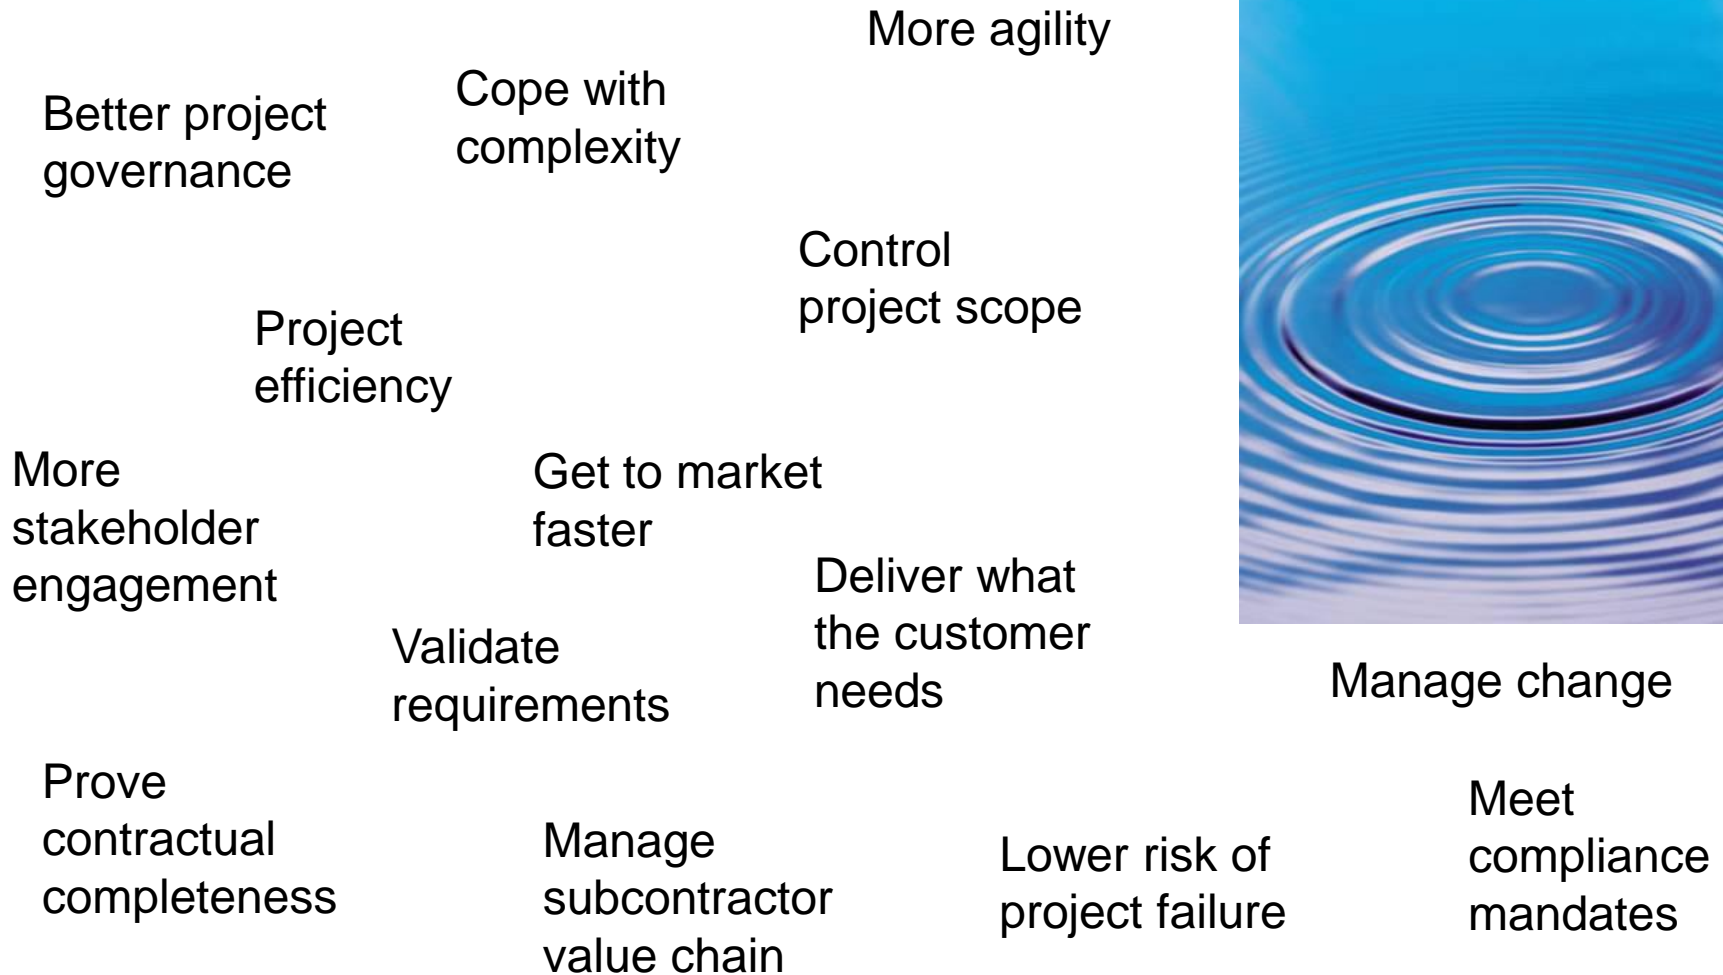 More agility
Better project
governance
Cope with
complexity
Control
project scope
Project
efficiency
More
stakeholder
engagement
Get to market
faster
Deliver what
the customer
needs
Validate
requirements
Manage change
Prove
contractual
completeness
Manage
subcontractor
value chain
Lower risk of
project failure
Meet
compliance
mandates